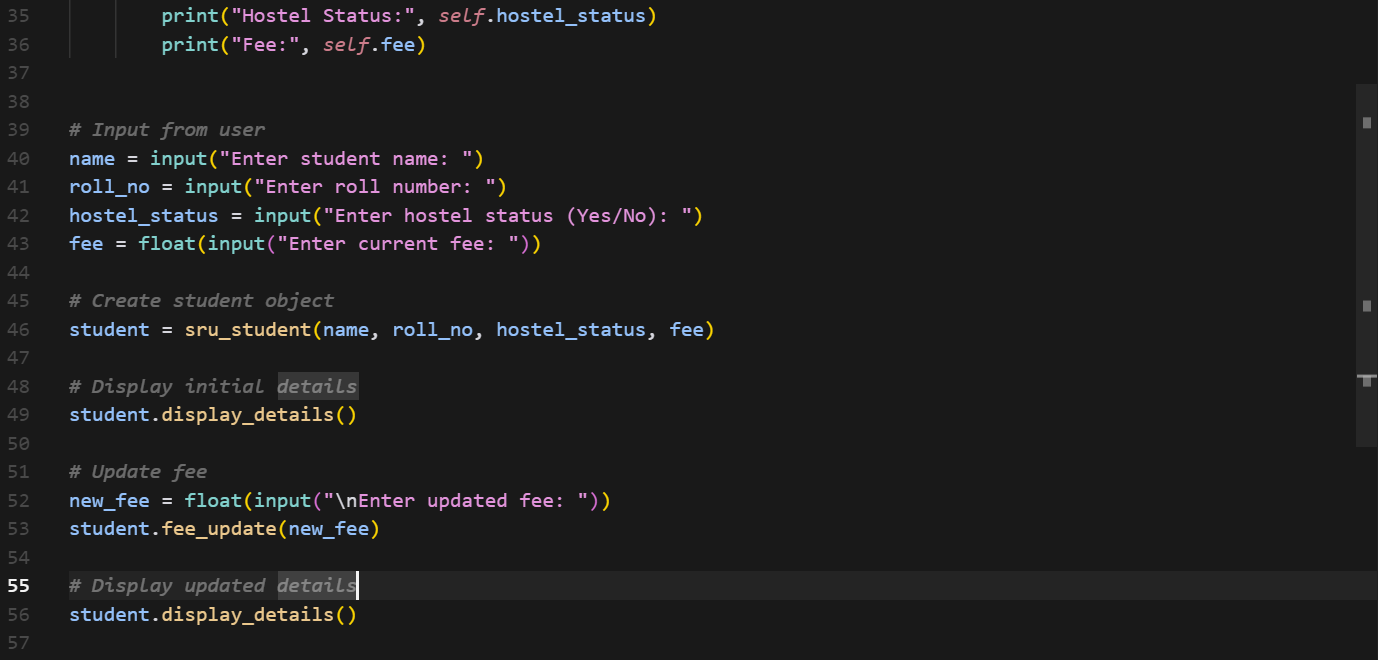 35 print("Hostel Status:", self.hostel_status)
36 print("Fee:", self.fee)
37
38
39 # Input from user
40 name = input("Enter student name: ")
41 roll_no = input("Enter roll number: ")
42 hostel_status = input("Enter hostel status (Yes/No): ")
43 fee = float(input("Enter current fee: "))
44
45 # Create student object
46 student = sru_student(name, roll_no, hostel_status, fee)
47
48 # Display initial details
49 student.display_details()
50
51 # Update fee
52 new_fee = float(input("\nEnter updated fee: "))
53 student.fee_update(new_fee)
54
55 # Display updated details
56 student.display_details()
57